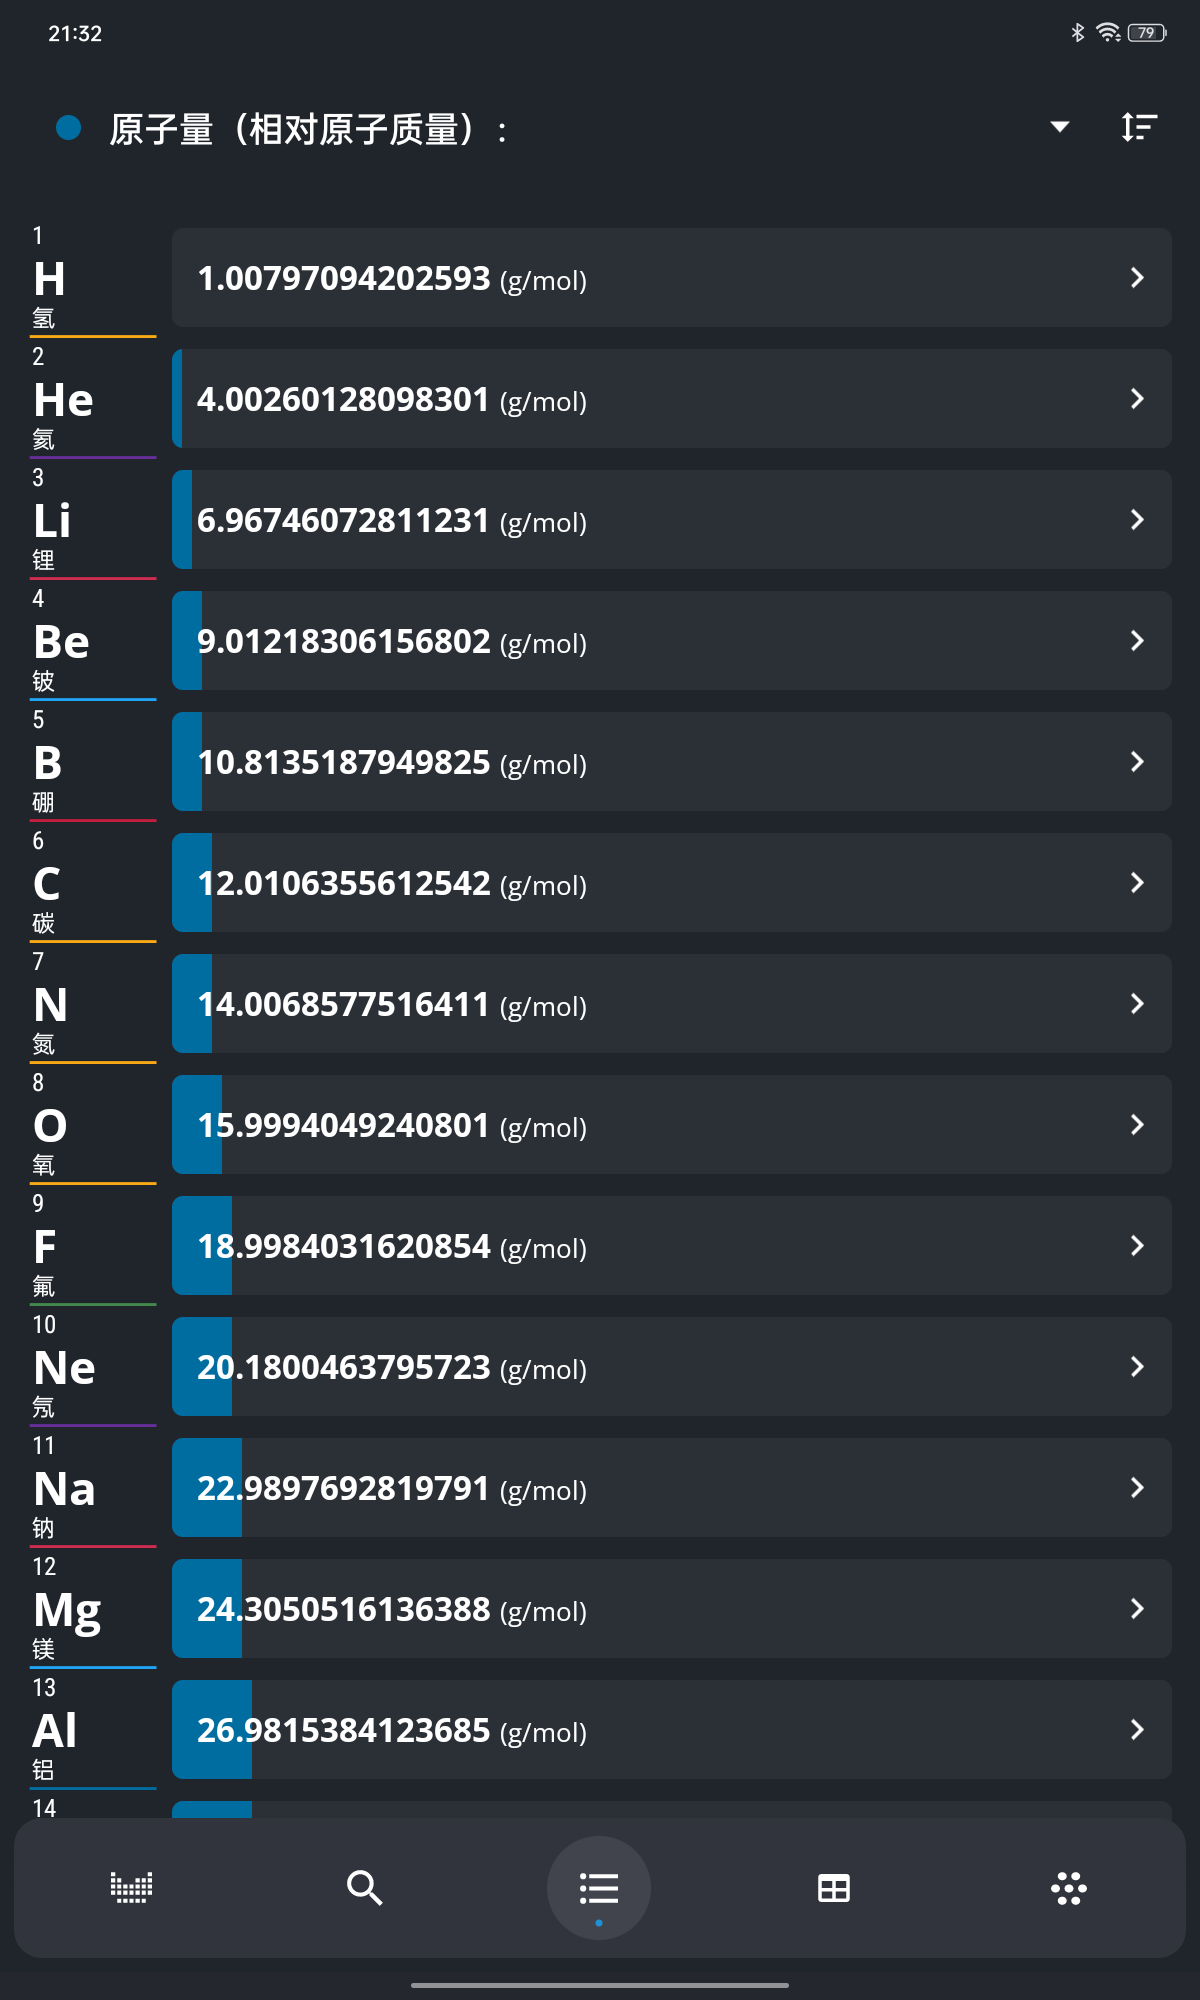 21:32
79
原子量（相对原子质量）:
1
H
氢
1.00797094202593 (g/mol)
2
He
氦
4.00260128098301 (g/mol)
3
Li
锂
6.96746072811231 (g/mol)
4
Be
铍
9.01218306156802 (g/mol)
5
B
硼
10.8135187949825 (g/mol)
6
C
碳
12.0106355612542 (g/mol)
7
N
氮
14.0068577516411 (g/mol)
8
O
氧
15.9994049240801 (g/mol)
9
F
氟
18.9984031620854 (g/mol)
10
Ne
氖
20.1800463795723 (g/mol)
11
Na
钠
22.9897692819791 (g/mol)
12
Mg
镁
24.3050516136388 (g/mol)
13
Al
铝
26.9815384123685 (g/mol)
14